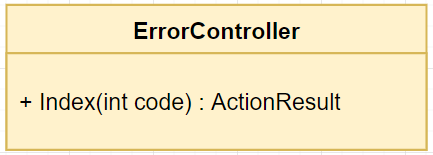 ErrorController
+ Index(int code) : ActionResult